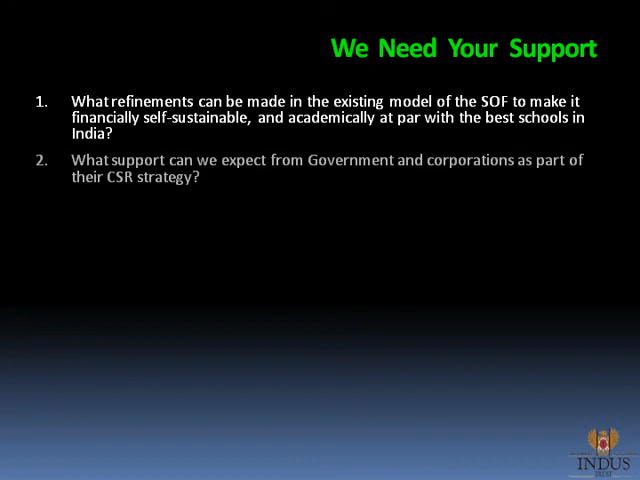 We Need Your Support
1. What refinements can be made in the existing model of the SOF to make it
financially self-sustainable, and academically at par with the best schools in
India?
2. What support can we expect from Government and corporations as part of
their CSR strategy?
INDUS
TRUST